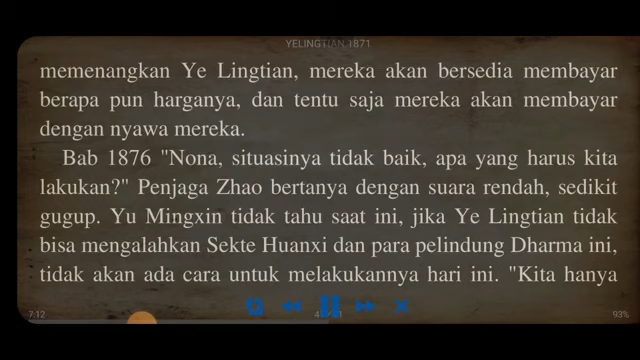 YELINGTIAN 1871
memenangkan Ye Lingtian, mereka akan bersedia membayar
berapa pun harganya, dan tentu saja mereka akan membayar
dengan nyawa mereka.
Bab 1876 "Nona, situasinya tidak baik, apa yang harus kita
lakukan?" Penjaga Zhao bertanya dengan suara rendah, sedikit
gugup. Yu Mingxin tidak tahu saat ini, jika Ye Lingtian tidak
bisa mengalahkan Sekte Huanxi dan para pelindung Dharma ini,
tidak akan ada cara untuk melakukannya hari ini. "Kita hanya
7:12
93%